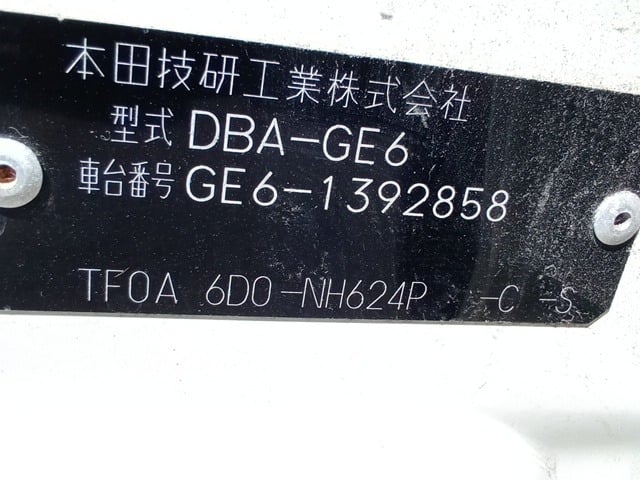 本田技研工業株式会社
型式 DBA-GE6
車台番号 GE6-1392858
TF0A 6D0-NH624P -C -S